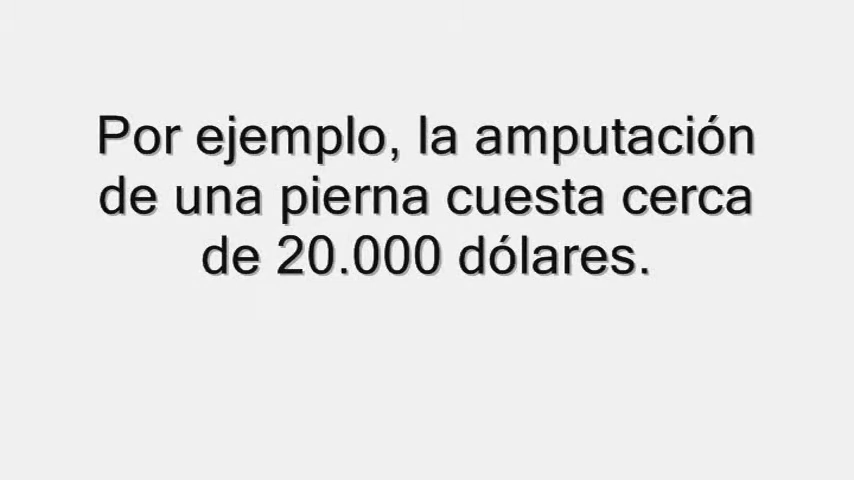 Por ejemplo, la amputación
de una pierna cuesta cerca
de 20.000 dólares.